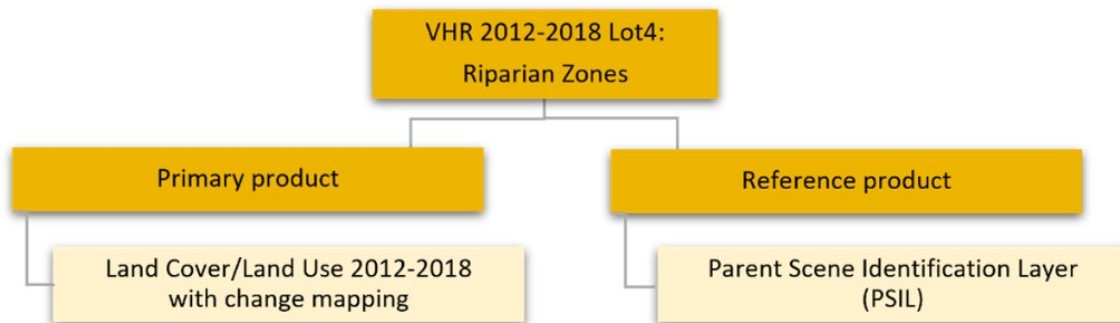 VHR 2012-2018 Lot4:
Riparian Zones
Primary product
Reference product
Land Cover/Land Use 2012-2018
with change mapping
Parent Scene Identification Layer
(PSIL)